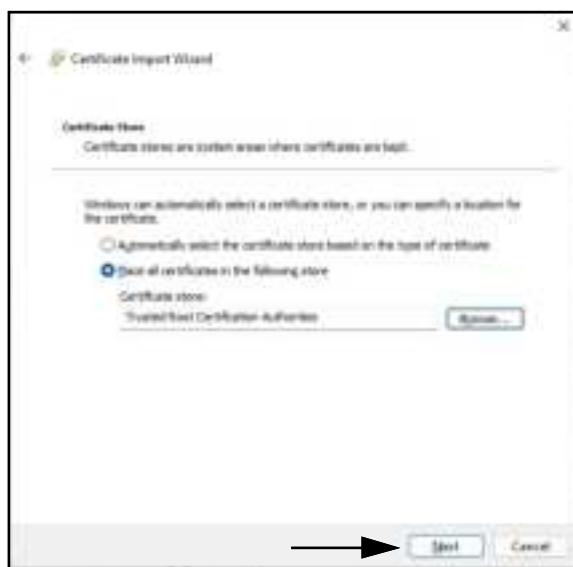 Certificate Import Wizard
Certificate Store
Certificate stores are system areas where certificates are kept.
Windows can automatically select a certificate store, or you can specify a location for
the certificate.
Automatically select the certificate store based on the type of certificate
Place all certificates in the following store
Certificate store:
Trusted Root Certification Authorities
Browse...
Next
Cancel